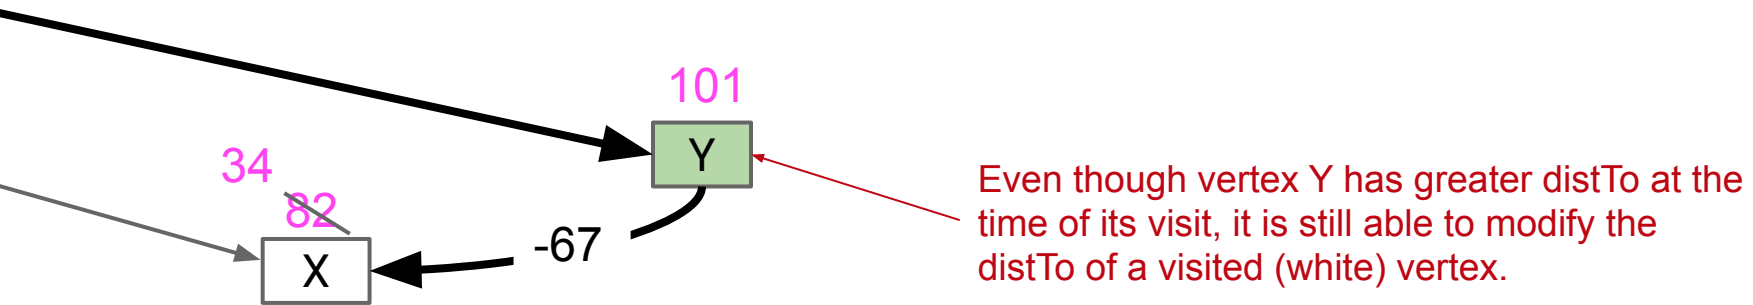 101
Y
34
82
X
-67
Even though vertex Y has greater distTo at the
time of its visit, it is still able to modify the
distTo of a visited (white) vertex.